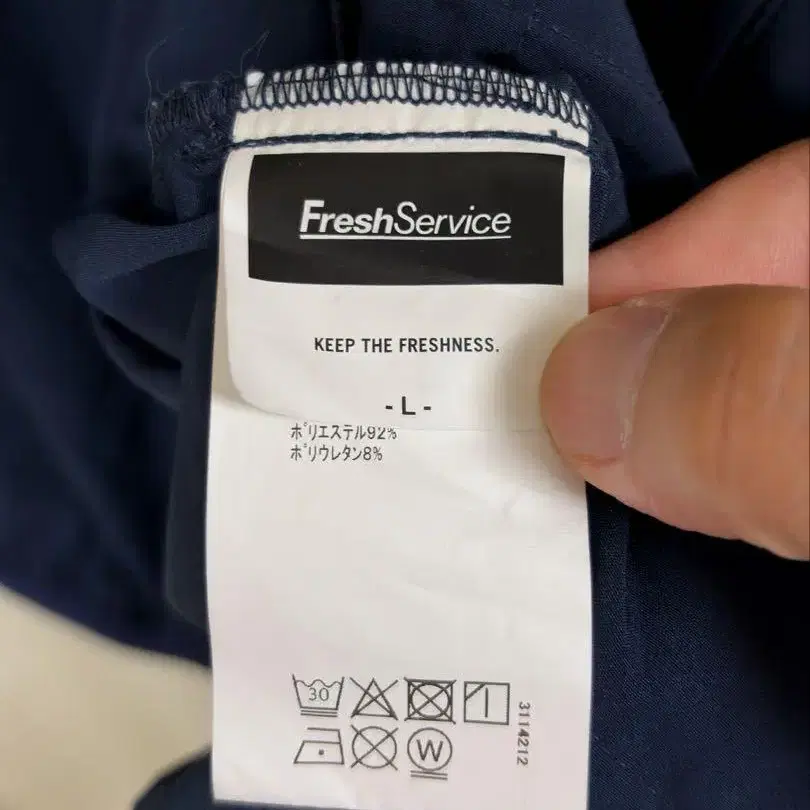 FreshService
KEEP THE FRESHNESS.
- L -
ポリエステル92%
ポリウレタン8%
30
W
3114212